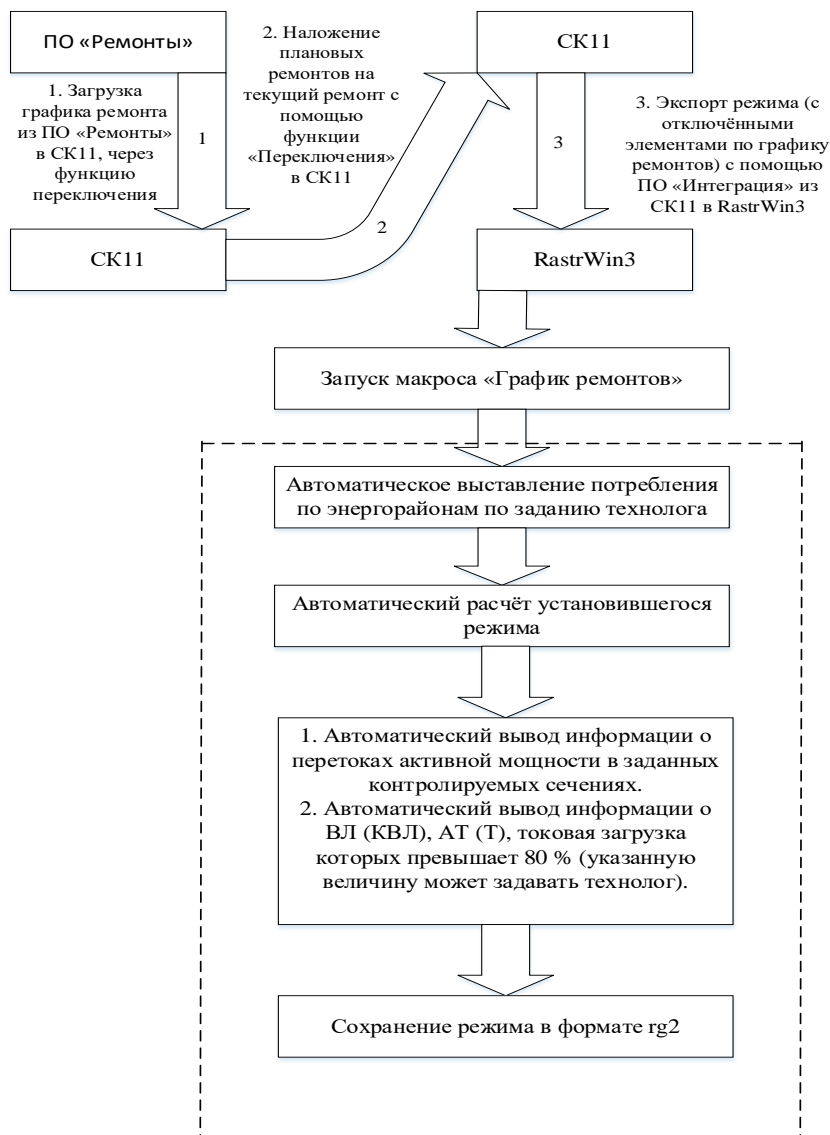 ПО «Ремонты»
1. Загрузка
графика ремонта
из ПО «Ремонты»
в СК11, через
функцию
переключения
1
СК11
2. Наложение
плановых
ремонтов на
текущий ремонт с
помощью
функции
«Переключения»
в СК11
2
СК11
3
3. Экспорт режима (с
отключёнными
элементами по графику
ремонтов) с помощью
ПО «Интеграция» из
СК11 в RastrWin3
RastrWin3
Запуск макроса «График ремонтов»
Автоматическое выставление потребления
по энергорайонам по заданию технолога
Автоматический расчёт установившегося
режима
1. Автоматический вывод информации о
перетоках активной мощности в заданных
контролируемых сечениях.
2. Автоматический вывод информации о
ВЛ (КВЛ), АТ (Т), токовая загрузка
которых превышает 80 % (указанную
величину может задавать технолог).
Сохранение режима в формате rg2